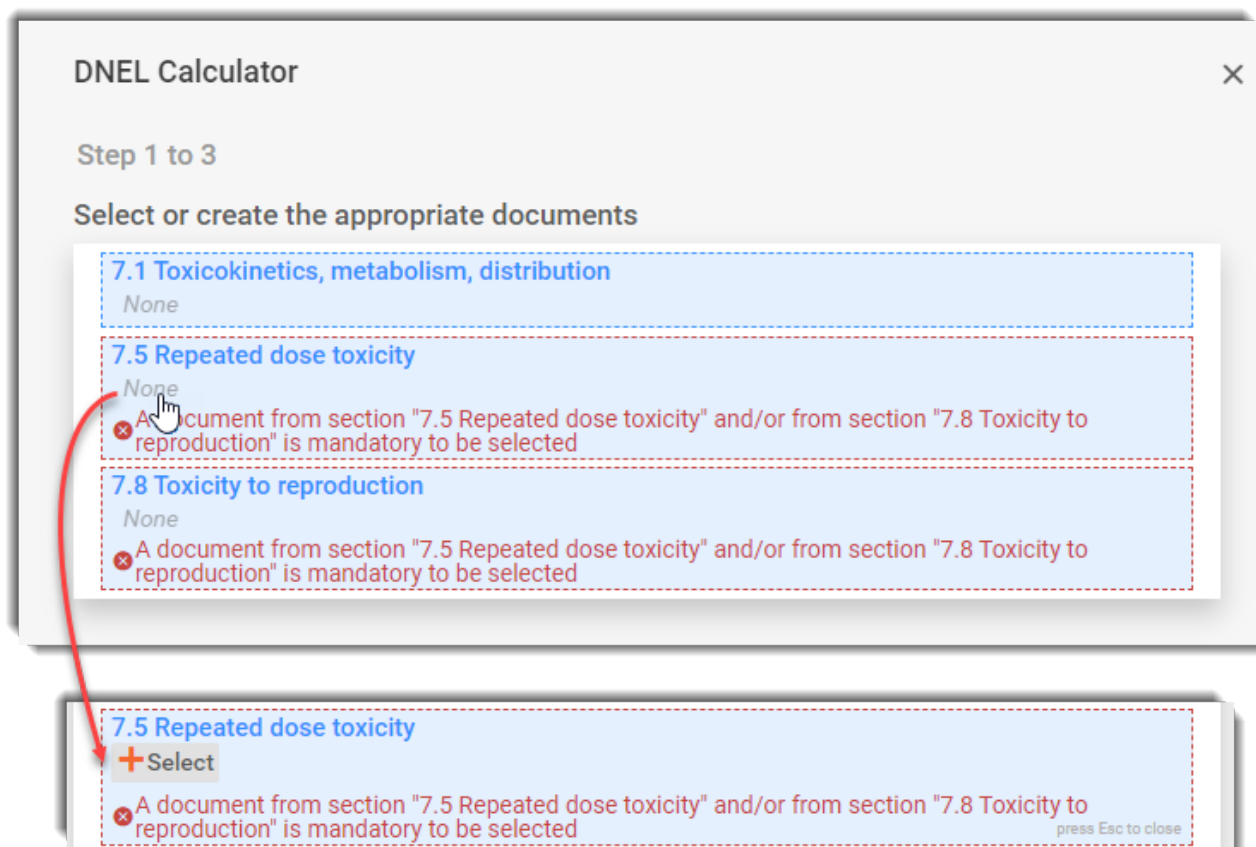 DNEL Calculator
Step 1 to 3
Select or create the appropriate documents
7.1 Toxicokinetics, metabolism, distribution
None
7.5 Repeated dose toxicity
None
A document from section "7.5 Repeated dose toxicity" and/or from section "7.8 Toxicity to
reproduction" is mandatory to be selected
7.8 Toxicity to reproduction
None
A document from section "7.5 Repeated dose toxicity" and/or from section "7.8 Toxicity to
reproduction" is mandatory to be selected
7.5 Repeated dose toxicity
Select
A document from section "7.5 Repeated dose toxicity" and/or from section "7.8 Toxicity to
reproduction" is mandatory to be selected
press Esc to close